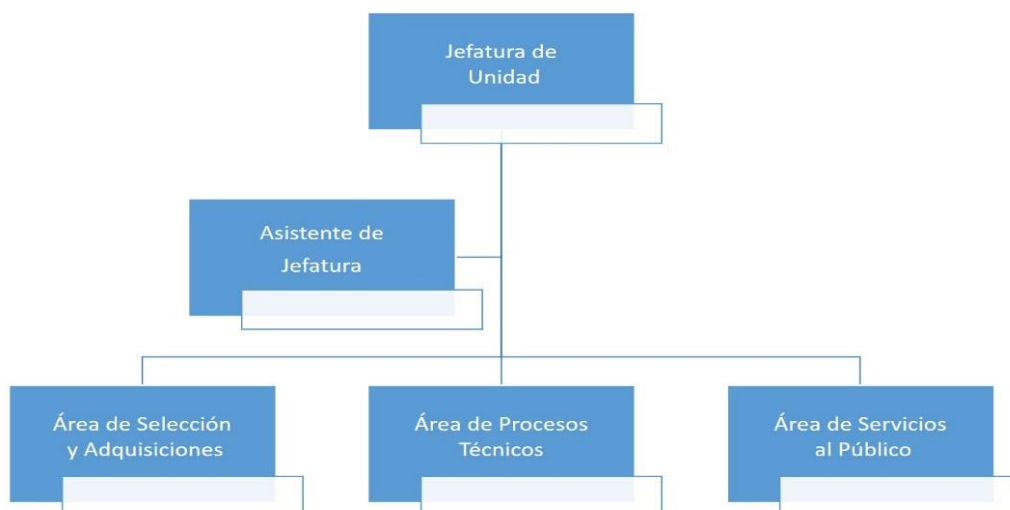 Jefatura de
Unidad
Asistente de
Jefatura
Área de Selección
y Adquisiciones
Área de Procesos
Técnicos
Área de Servicios
al Público